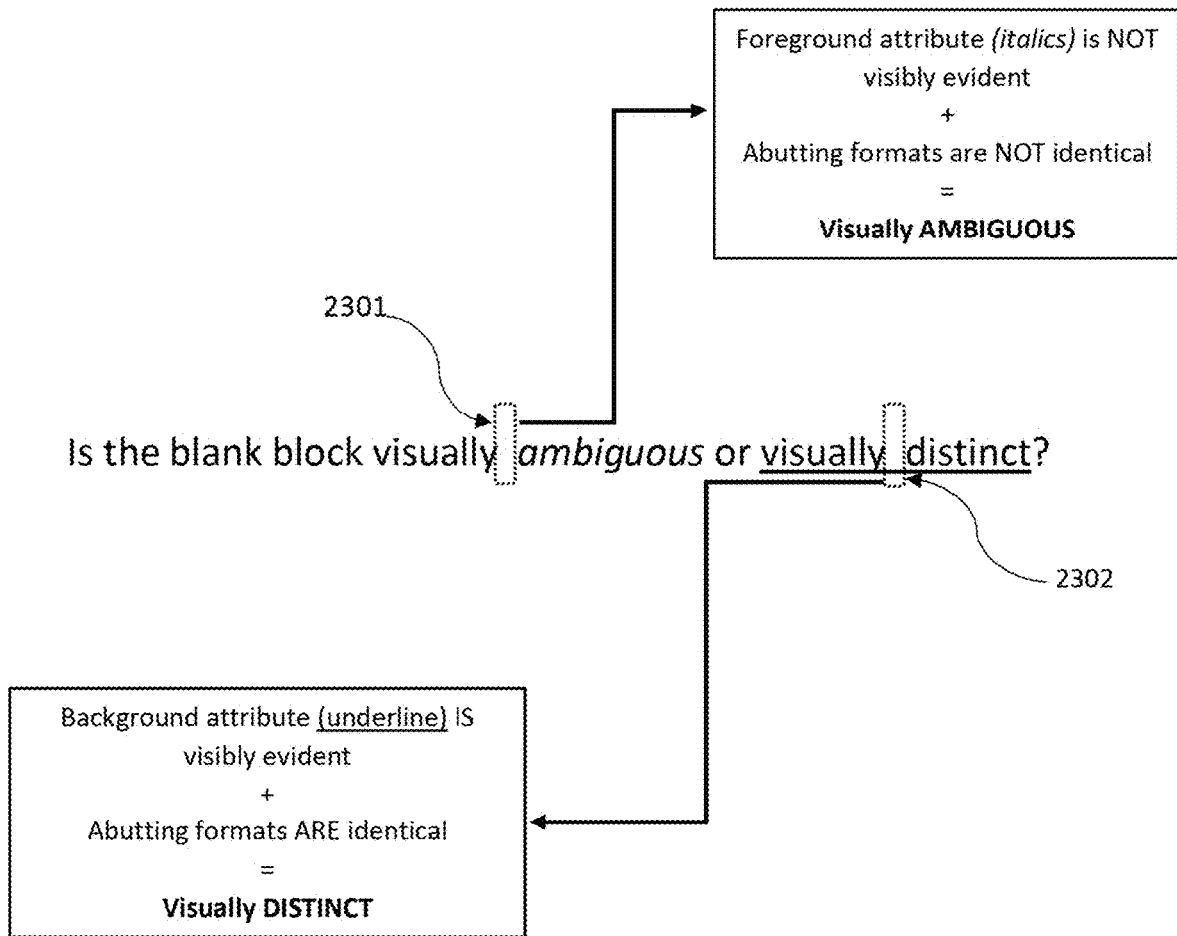 Foreground attribute (italics) is NOT
visibly evident
+
Abutting formats are NOT identical
=
Visually AMBIGUOUS
2301
Is the blank block visually ambiguous or visually distinct?
2302
Background attribute (underline) IS
visibly evident
+
Abutting formats ARE identical
=
Visually DISTINCT